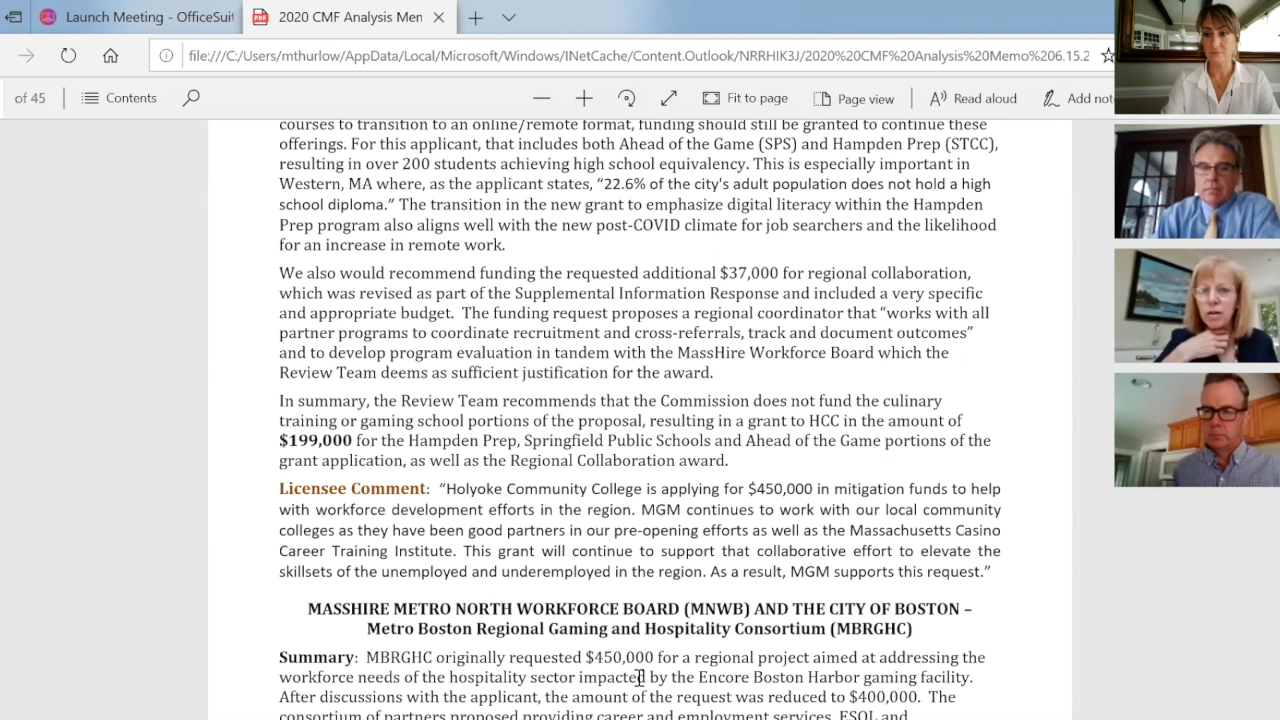 Launch Meeting - OfficeSuit
2020 CMF Analysis Men
file:///C:/Users/mthurlow/AppData/Local/Microsoft/Windows/INetCache/Content.Outlook/NRRHIK3J/2020%20CMF%20Analysis%20Memo%206.15.2
of 45
Contents
Fit to page
Page view
Read aloud
Add not
courses to transition to an online/remote format, funding should still be granted to continue these
offerings. For this applicant, that includes both Ahead of the Game (SPS) and Hampden Prep (STCC),
resulting in over 200 students achieving high school equivalency. This is especially important in
Western, MA where, as the applicant states, “22.6% of the city's adult population does not hold a high
school diploma.” The transition in the new grant to emphasize digital literacy within the Hampden
Prep program also aligns well with the new post-COVID climate for job searchers and the likelihood
for an increase in remote work.
We also would recommend funding the requested additional $37,000 for regional collaboration,
which was revised as part of the Supplemental Information Response and included a very specific
and appropriate budget. The funding request proposes a regional coordinator that “works with all
partner programs to coordinate recruitment and cross-referrals, track and document outcomes”
and to develop program evaluation in tandem with the MassHire Workforce Board which the
Review Team deems as sufficient justification for the award.
In summary, the Review Team recommends that the Commission does not fund the culinary
training or gaming school portions of the proposal, resulting in a grant to HCC in the amount of
$199,000 for the Hampden Prep, Springfield Public Schools and Ahead of the Game portions of the
grant application, as well as the Regional Collaboration award.
Licensee Comment: “Holyoke Community College is applying for $450,000 in mitigation funds to help
with workforce development efforts in the region. MGM continues to work with our local community
colleges as they have been good partners in our pre-opening efforts as well as the Massachusetts Casino
Career Training Institute. This grant will continue to support that collaborative effort to elevate the
skillsets of the unemployed and underemployed in the region. As a result, MGM supports this request.”
MASSHIRE METRO NORTH WORKFORCE BOARD (MNWB) AND THE CITY OF BOSTON –
Metro Boston Regional Gaming and Hospitality Consortium (MBRGHC)
Summary: MBRGHC originally requested $450,000 for a regional project aimed at addressing the
workforce needs of the hospitality sector impacted by the Encore Boston Harbor gaming facility.
After discussions with the applicant, the amount of the request was reduced to $400,000. The
consortium of partners proposed providing career and employment services, ESOL and